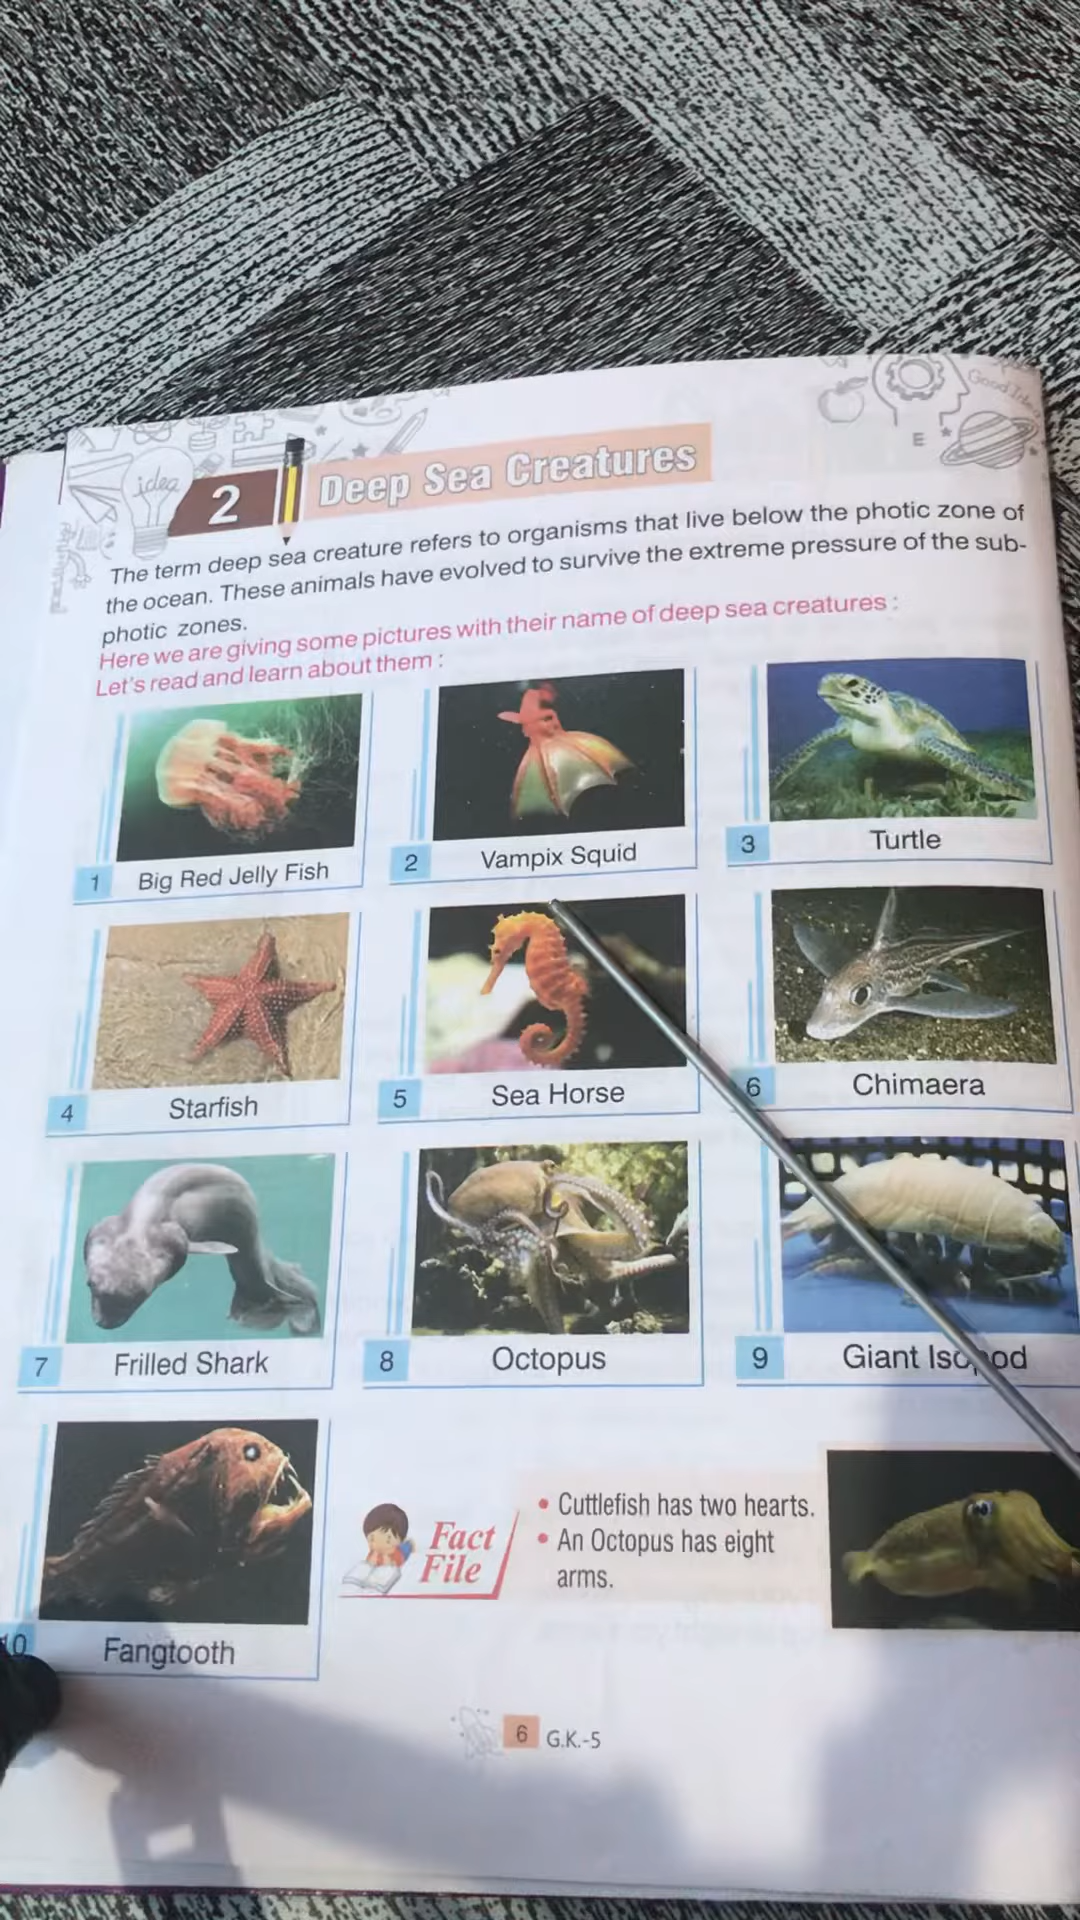 idea
Good Idea
E
2
Deep Sea Creatures
The term deep sea creature refers to organisms that live below the photic zone of
the ocean. These animals have evolved to survive the extreme pressure of the sub-
photic zones.
Here we are giving some pictures with their name of deep sea creatures :
Let's read and learn about them :
1 Big Red Jelly Fish
2 Vampix Squid
3 Turtle
4 Starfish
5 Sea Horse
6 Chimaera
7 Frilled Shark
8 Octopus
9 Giant Isopod
10 Fangtooth
Fact
File
• Cuttlefish has two hearts.
• An Octopus has eight
arms.
6 G.K.-5